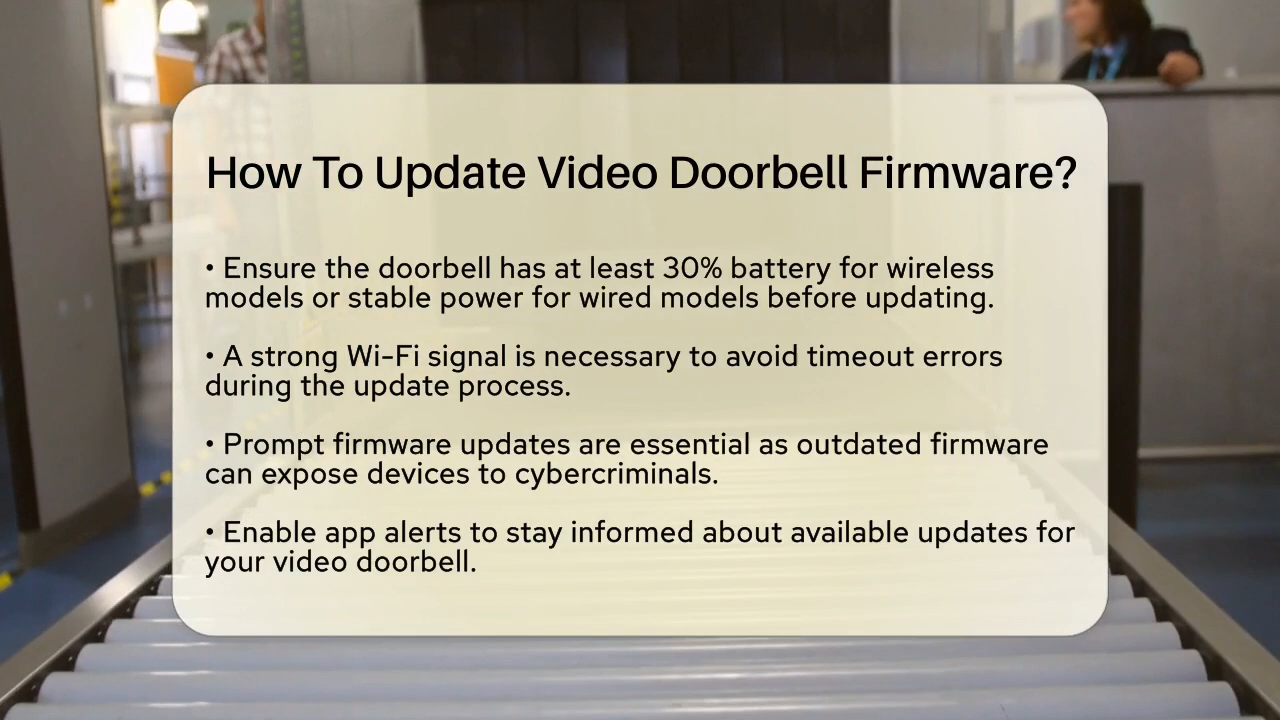 How To Update Video Doorbell Firmware?
• Ensure the doorbell has at least 30% battery for wireless
models or stable power for wired models before updating.
• A strong Wi-Fi signal is necessary to avoid timeout errors
during the update process.
• Prompt firmware updates are essential as outdated firmware
can expose devices to cybercriminals.
• Enable app alerts to stay informed about available updates for
your video doorbell.